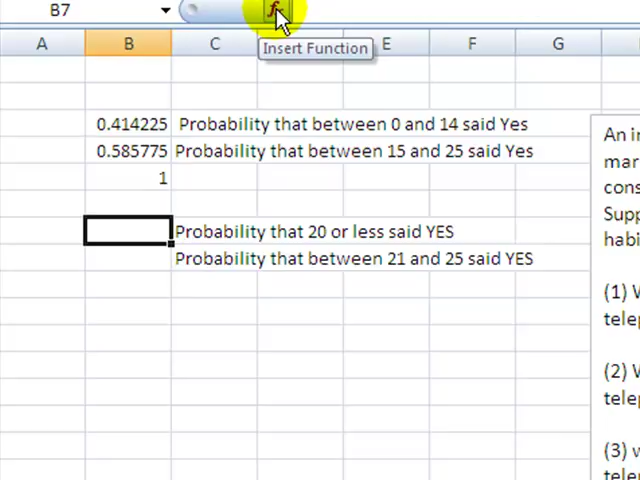 B7
Insert Function
A B C E F G
0.414225 Probability that between 0 and 14 said Yes
0.585775 Probability that between 15 and 25 said Yes
1
Probability that 20 or less said YES
Probability that between 21 and 25 said YES
An in
mar
cons
Supp
habi
(1) W
telep
(2) W
telep
(3) w
telep